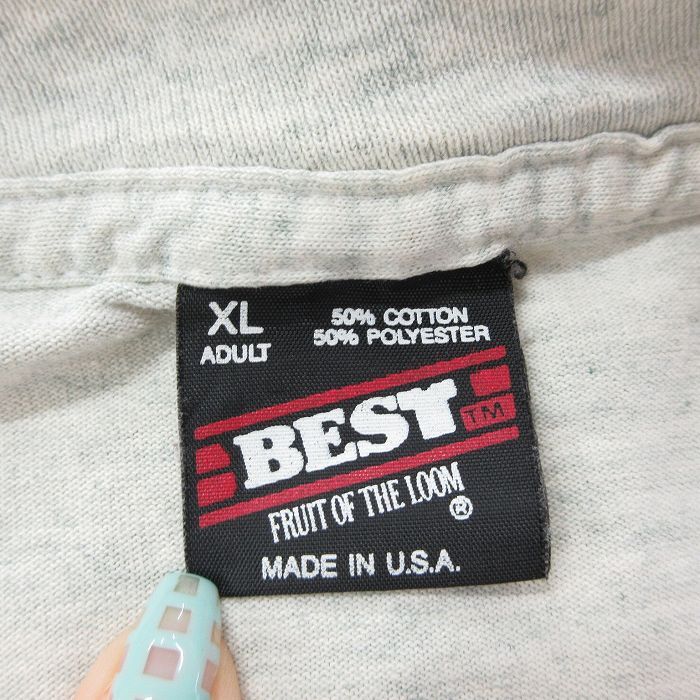 XL
ADULT
50% COTTON
50% POLYESTER
BEST TM
FRUIT OF THE LOOM ®
MADE IN U.S.A.